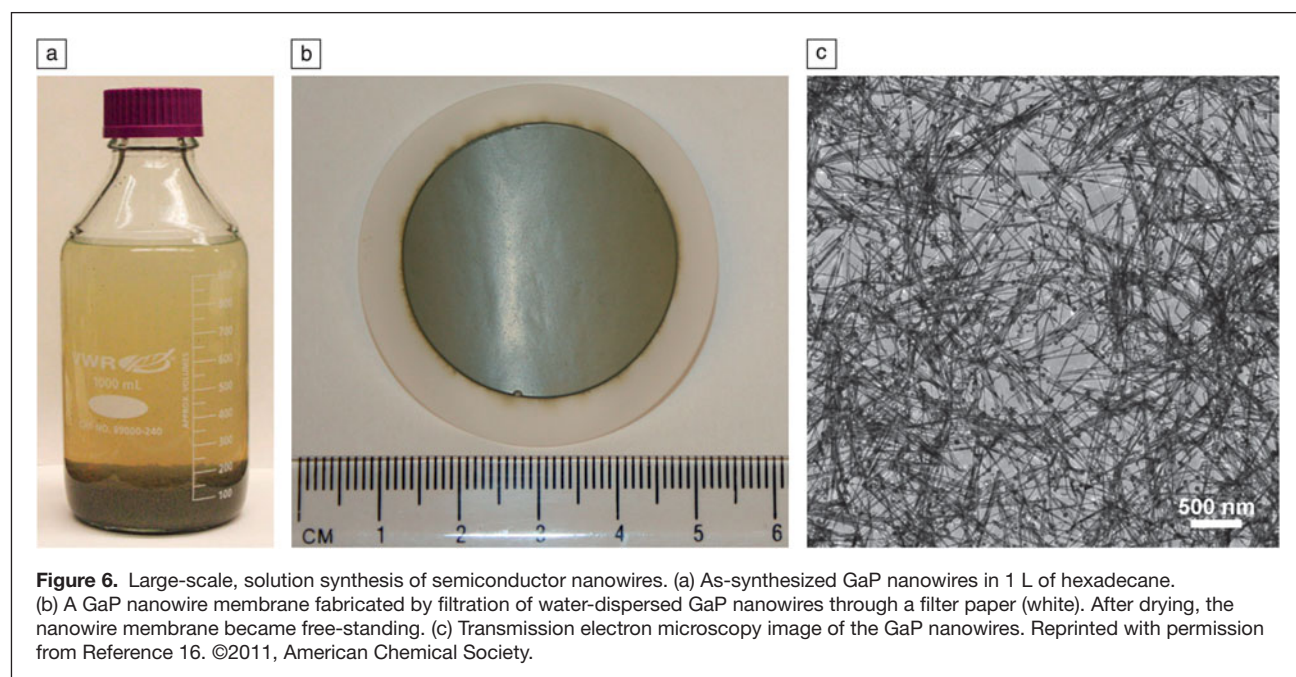 a
b
c
VWR
1000 mL
APPROX. VOLUMES
900
800
700
600
500
400
300
200
100
CM 1 2 3 4 5 6
500 nm
Figure 6. Large-scale, solution synthesis of semiconductor nanowires. (a) As-synthesized GaP nanowires in 1 L of hexadecane.
(b) A GaP nanowire membrane fabricated by filtration of water-dispersed GaP nanowires through a filter paper (white). After drying, the
nanowire membrane became free-standing. (c) Transmission electron microscopy image of the GaP nanowires. Reprinted with permission
from Reference 16. ©2011, American Chemical Society.